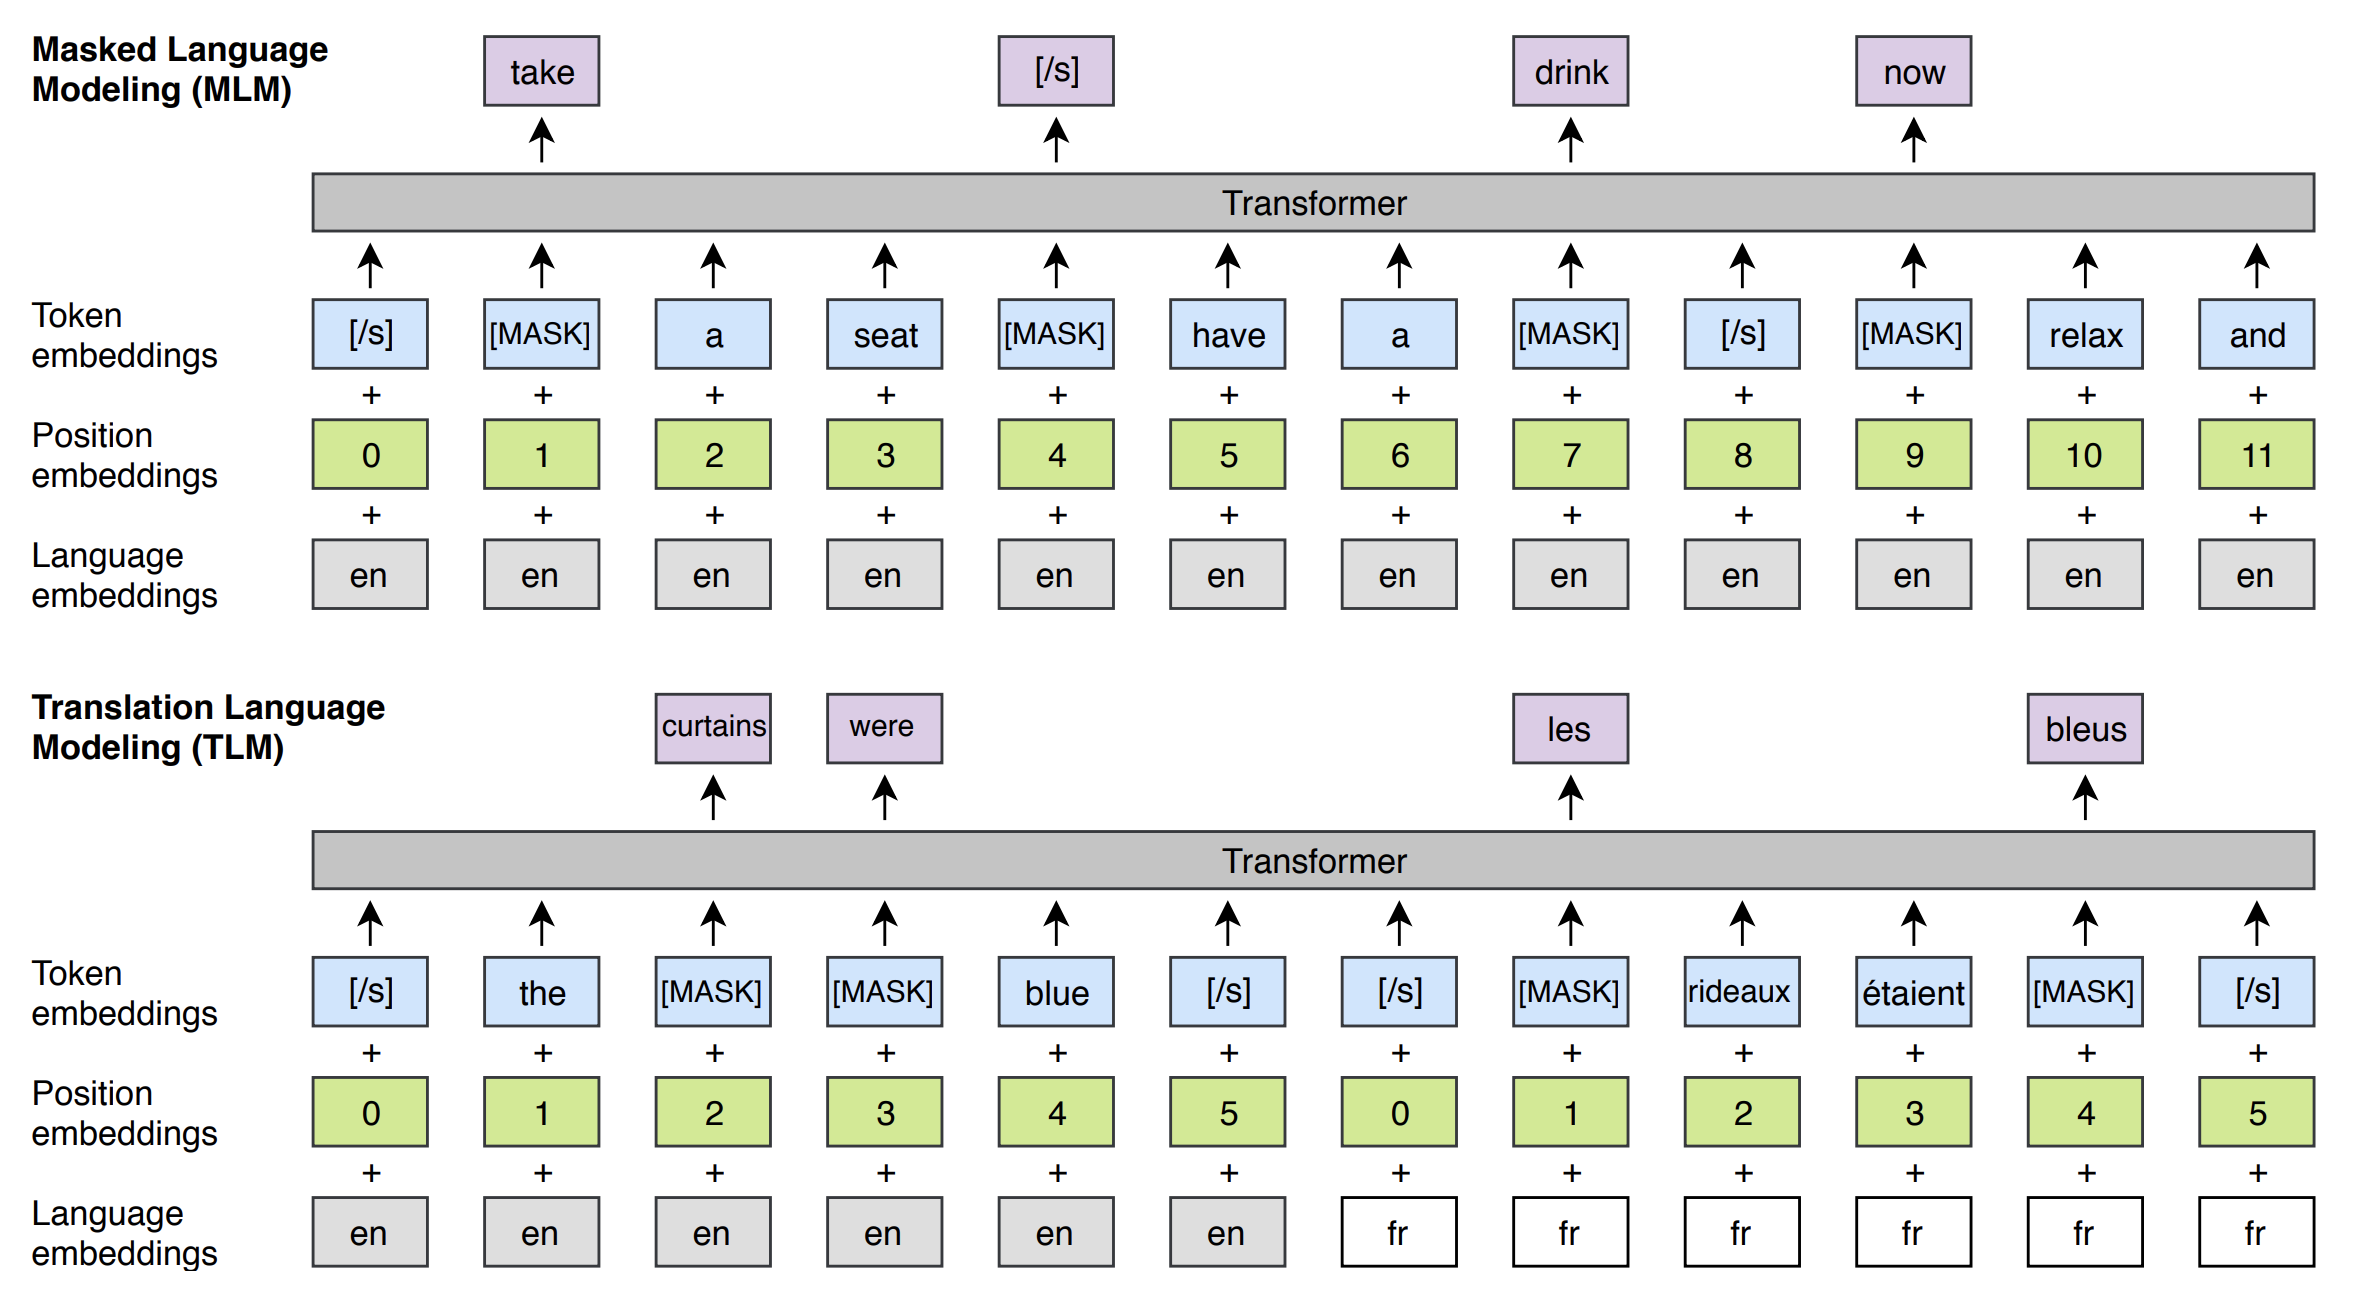 Masked Language
Modeling (MLM)
take [/s] drink now
Transformer
Token
embeddings
[/s] [MASK] a seat [MASK] have a [MASK] [/s] [MASK] relax and
+ + + + + + + + + + + +
Position
embeddings
0 1 2 3 4 5 6 7 8 9 10 11
+ + + + + + + + + + + +
Language
embeddings
en en en en en en en en en en en en
Translation Language
Modeling (TLM)
curtains were les bleus
Transformer
Token
embeddings
[/s] the [MASK] [MASK] blue [/s] [/s] [MASK] rideaux étaient [MASK] [/s]
+ + + + + + + + + + + +
Position
embeddings
0 1 2 3 4 5 0 1 2 3 4 5
+ + + + + + + + + + + +
Language
embeddings
en en en en en en fr fr fr fr fr fr